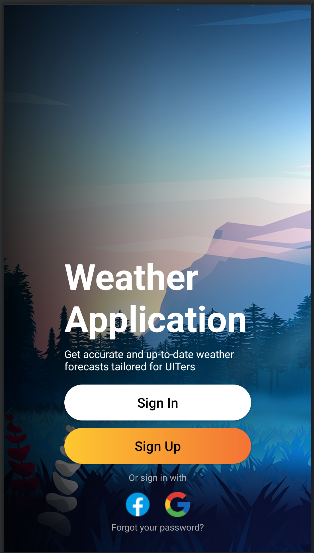 Weather
Application
Get accurate and up-to-date weather
forecasts tailored for UITers
Sign In
Sign Up
Or sign in with
Forgot your password?